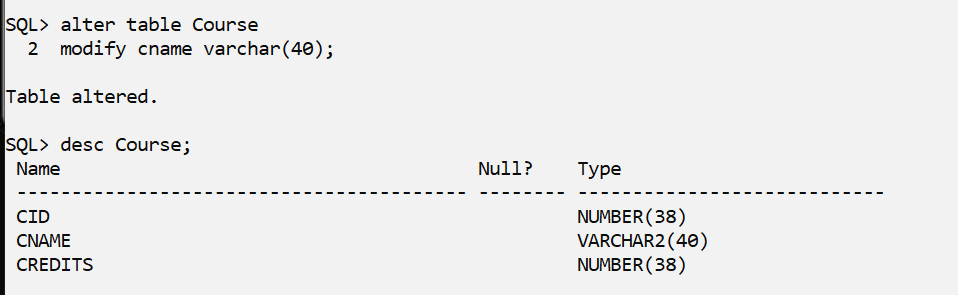 SQL> alter table Course
  2  modify cname varchar(40);
Table altered.
SQL> desc Course;
 Name                                      Null?    Type
 ----------------------------------------- -------- ----------------------------
 CID                                                NUMBER(38)
 CNAME                                              VARCHAR2(40)
 CREDITS                                            NUMBER(38)